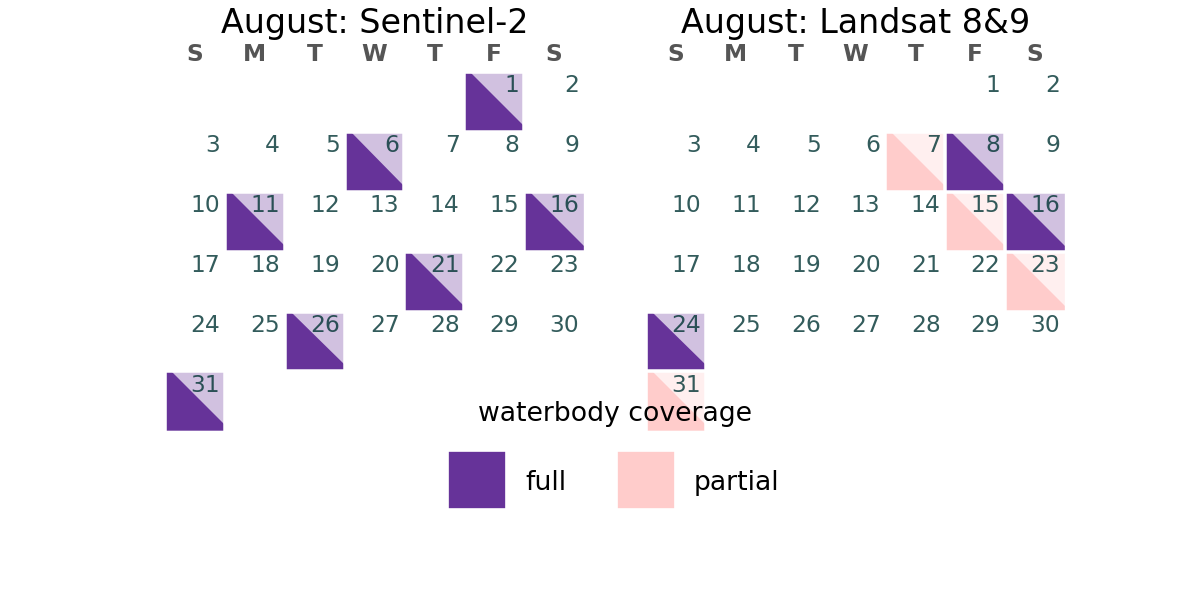 August: Sentinel-2
S M T W T F S
1 2
3 4 5 6 7 8 9
10 11 12 13 14 15 16
17 18 19 20 21 22 23
24 25 26 27 28 29 30
31
August: Landsat 8&9
S M T W T F S
1 2
3 4 5 6 7 8 9
10 11 12 13 14 15 16
17 18 19 20 21 22 23
24 25 26 27 28 29 30
31
waterbody coverage
full partial